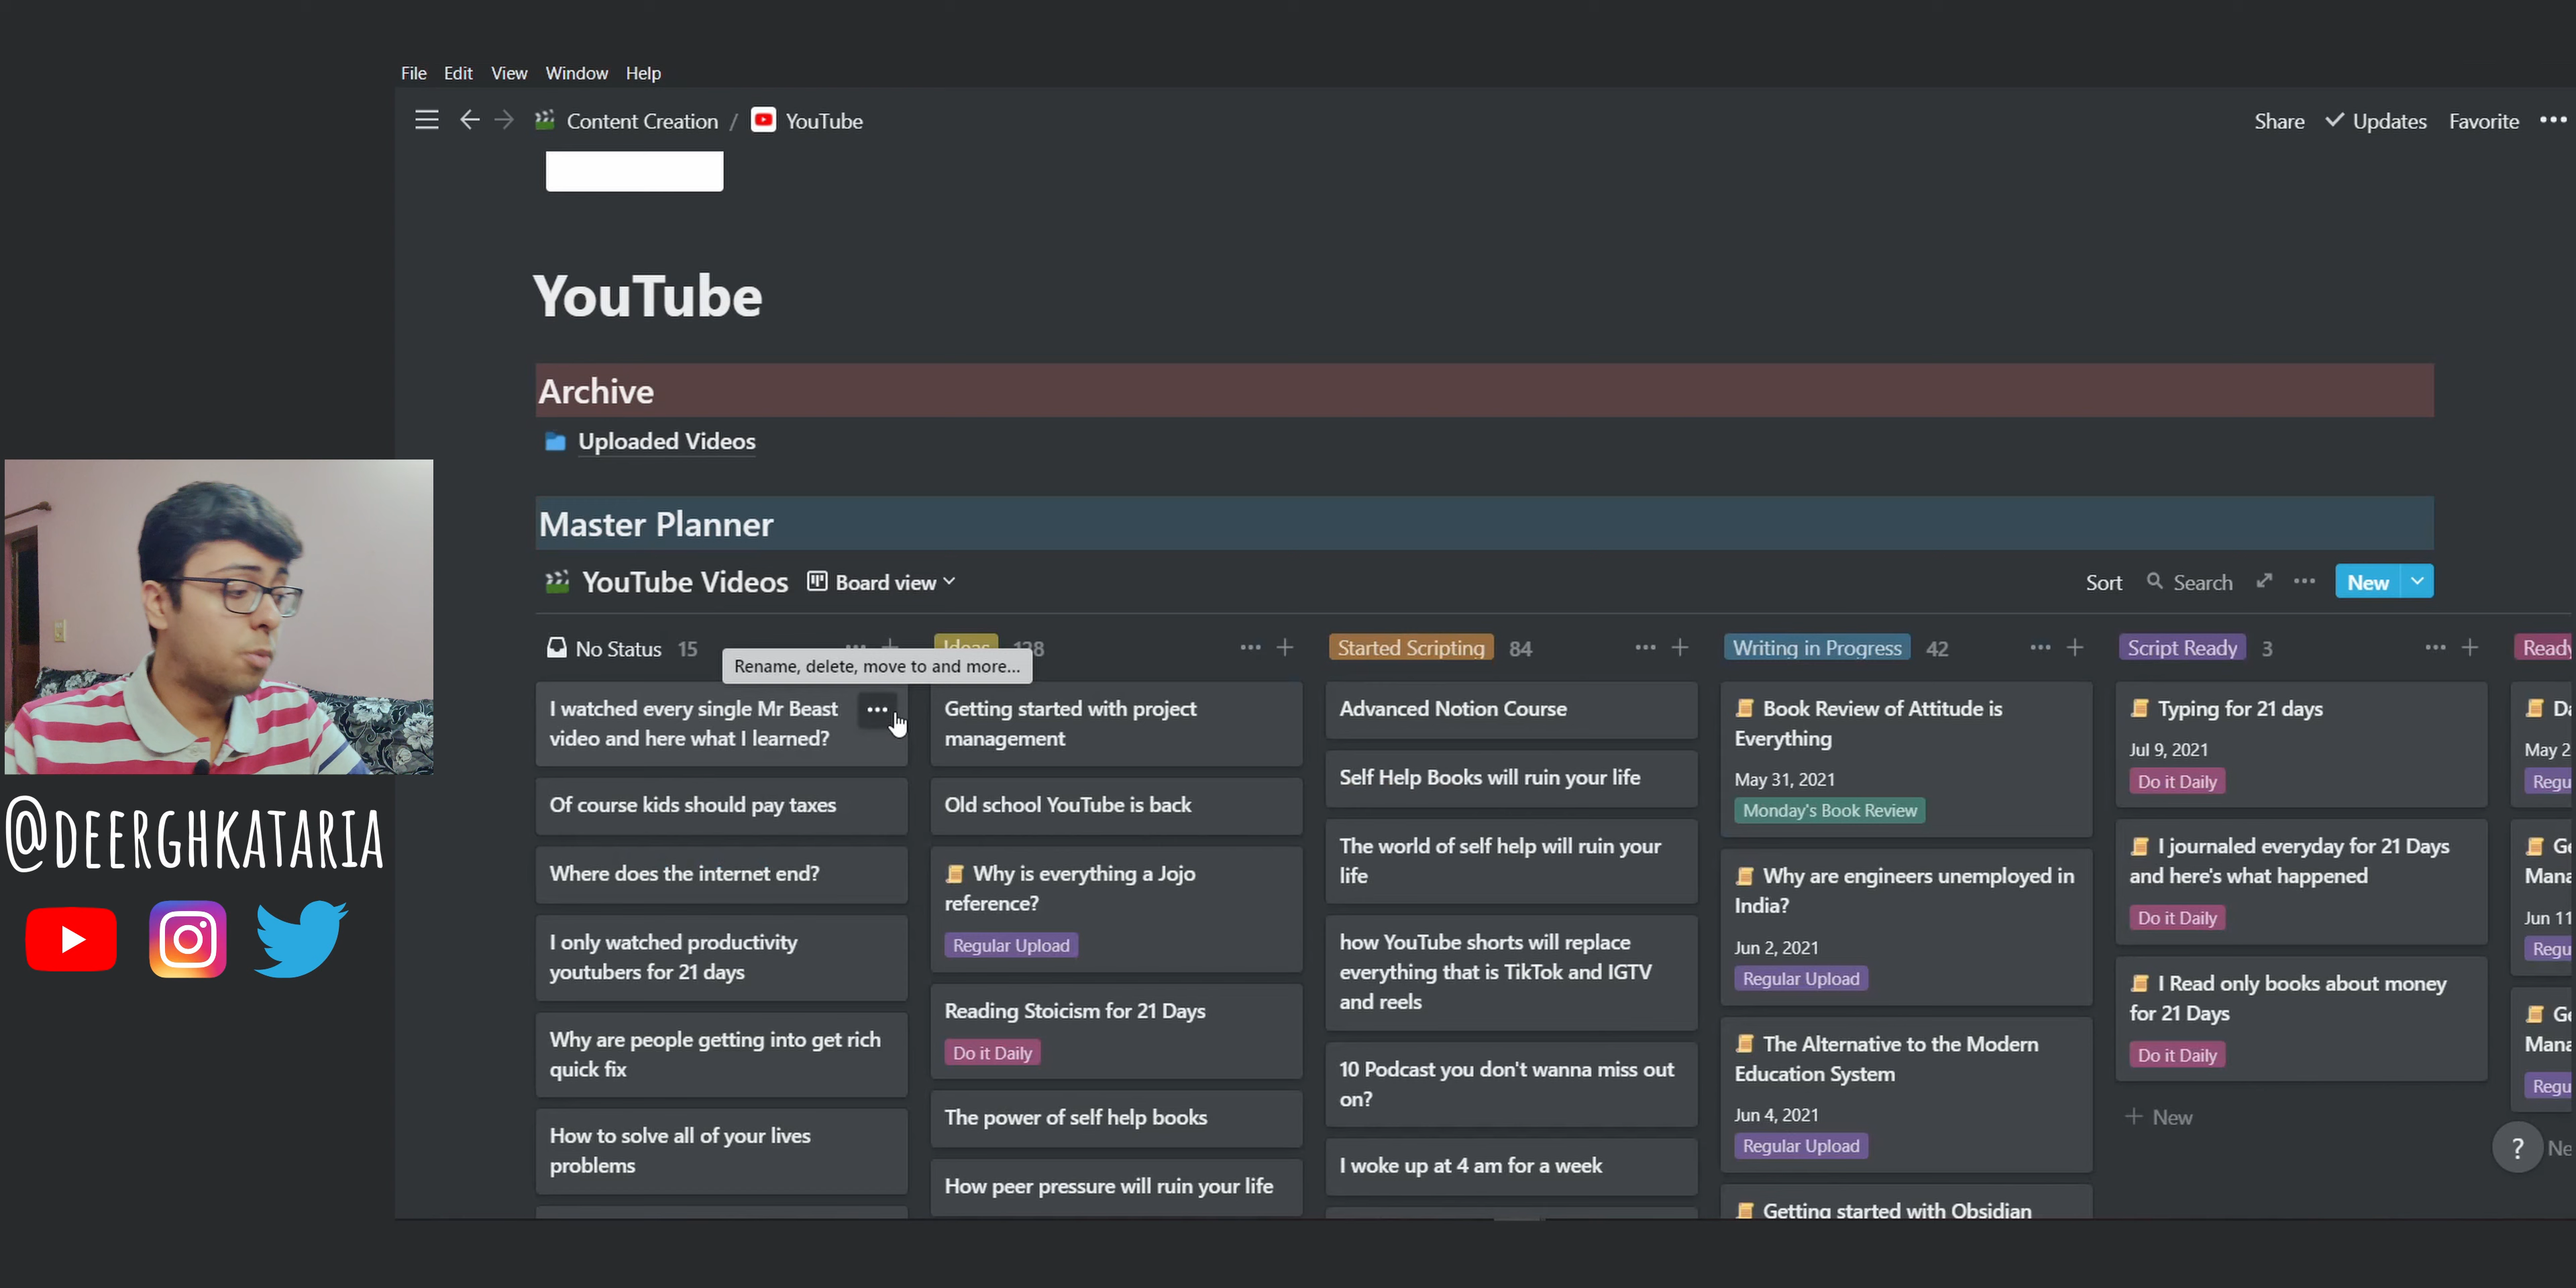 File Edit View Window Help
Content Creation / YouTube
Share Updates Favorite
YouTube
Archive
Uploaded Videos
Master Planner
YouTube Videos Board view
Sort Search New
No Status 15
Rename, delete, move to and more...
I watched every single Mr Beast
video and here what I learned?
Of course kids should pay taxes
Where does the internet end?
I only watched productivity
youtubers for 21 days
Why are people getting into get rich
quick fix
How to solve all of your lives
problems
Ideas
Getting started with project
management
Old school YouTube is back
Why is everything a Jojo
reference?
Regular Upload
Reading Stoicism for 21 Days
Do it Daily
The power of self help books
How peer pressure will ruin your life
Started Scripting 84
Advanced Notion Course
Self Help Books will ruin your life
The world of self help will ruin your
life
how YouTube shorts will replace
everything that is TikTok and IGTV
and reels
10 Podcast you don't wanna miss out
on?
I woke up at 4 am for a week
Writing in Progress 42
Book Review of Attitude is
Everything
May 31, 2021
Monday's Book Review
Why are engineers unemployed in
India?
Jun 2, 2021
Regular Upload
The Alternative to the Modern
Education System
Jun 4, 2021
Regular Upload
Getting started with Obsidian
Script Ready 3
Typing for 21 days
Jul 9, 2021
Do it Daily
I journaled everyday for 21 Days
and here's what happened
Do it Daily
I Read only books about money
for 21 Days
Do it Daily
New
Ready
May 2
Jun 11
?
@DEERGHKATARIA